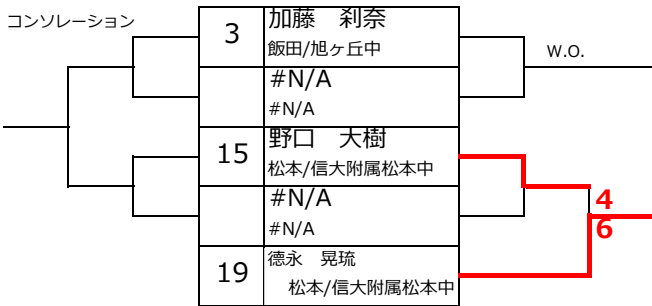 コンソレーション
3
加藤　刹奈
飯田/旭ヶ丘中
W.O.
#N/A
#N/A
15
野口　大樹
松本/信大附属松本中
#N/A
#N/A
4
6
19
德永　晃琉
松本/信大附属松本中